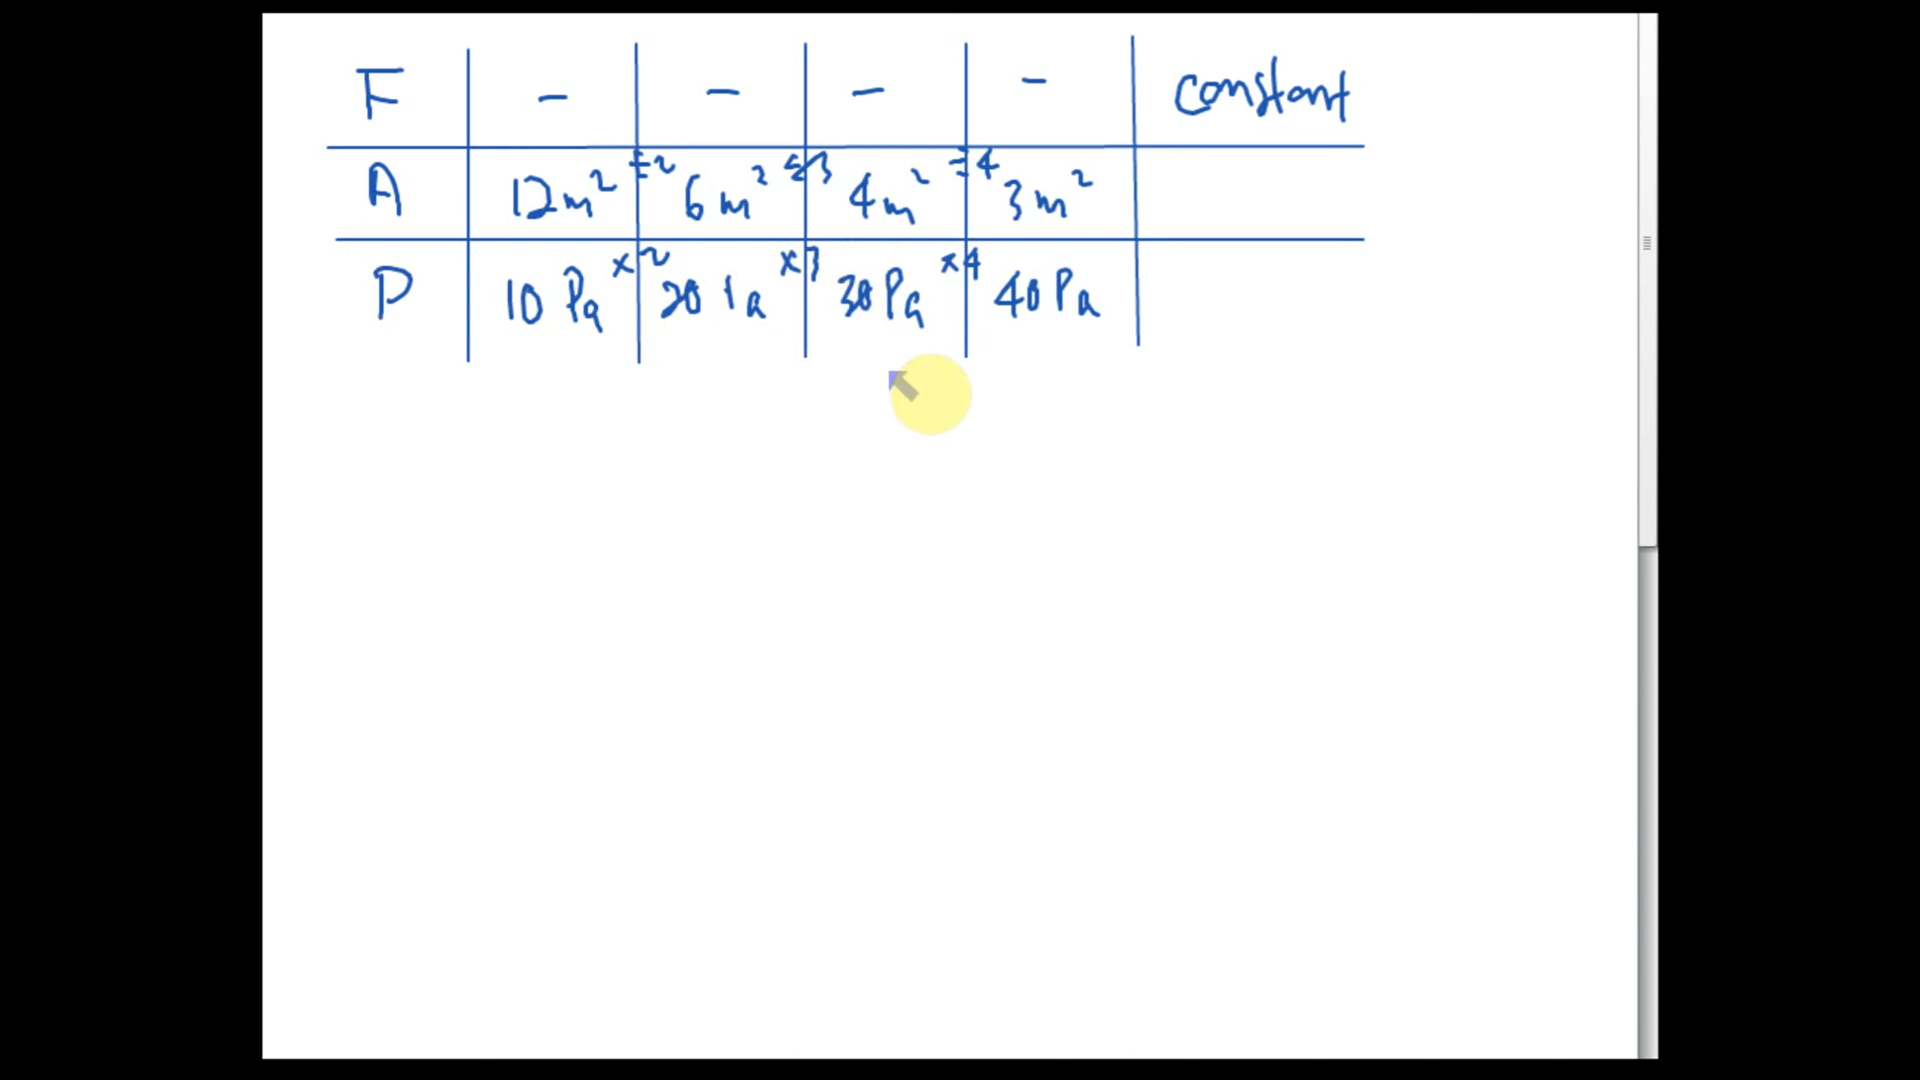 F - - - - constant
A 12m² ÷2 6m² ÷3 4m² ÷4 3m²
P 10 Pa ×2 20 Pa ×3 30 Pa ×4 40 Pa